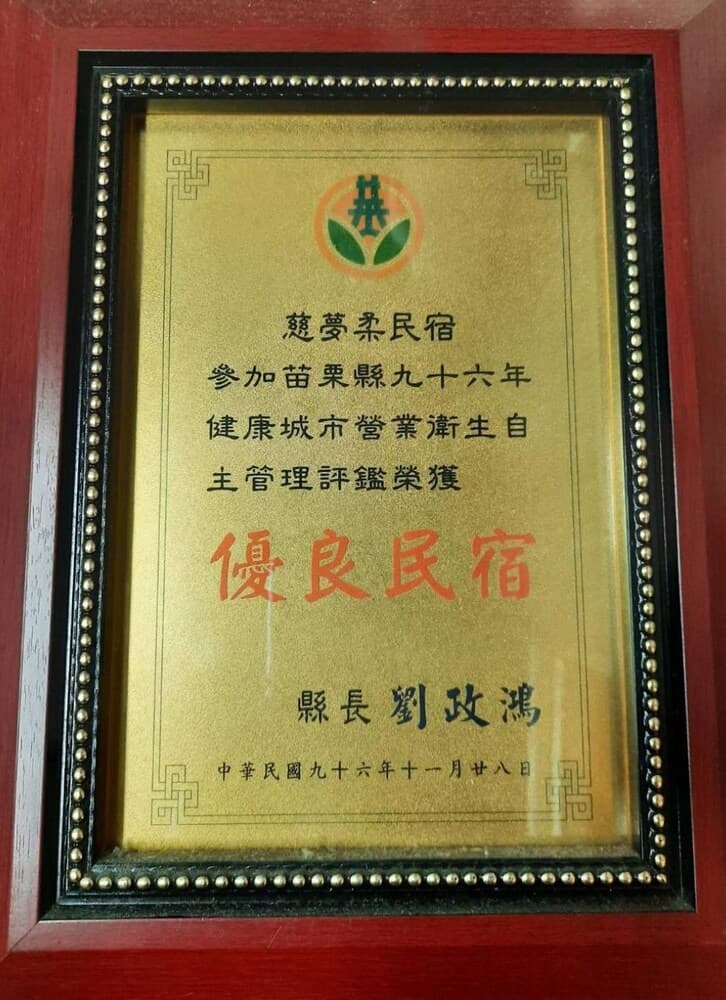 慈夢柔民宿
參加苗栗縣九十六年
健康城市營業衛生自
主管理評鑑榮獲
優良民宿
縣長 劉政鴻
中華民國九十六年十一月廿八日